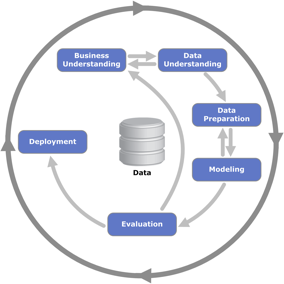 Business
Understanding
Data
Understanding
Data
Preparation
Deployment
Data
Modeling
Evaluation